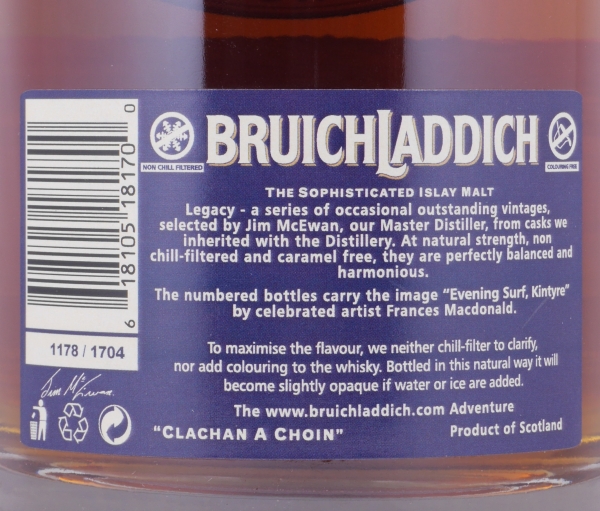 BRUICHLADDICH
NON CHILL FILTERED
COLOURING FREE
THE SOPHISTICATED ISLAY MALT
Legacy - a series of occasional outstanding vintages,
selected by Jim McEwan, our Master Distiller, from casks we
inherited with the Distillery. At natural strength, non
chill-filtered and caramel free, they are perfectly balanced and
harmonious.
The numbered bottles carry the image "Evening Surf, Kintyre"
by celebrated artist Frances Macdonald.
To maximise the flavour, we neither chill-filter to clarify,
nor add colouring to the whisky. Bottled in this natural way it will
become slightly opaque if water or ice are added.
The www.bruichladdich.com Adventure
"CLACHAN A CHOIN"
Product of Scotland
6 18105 18170 0
1178 / 1704
Jim McEwan